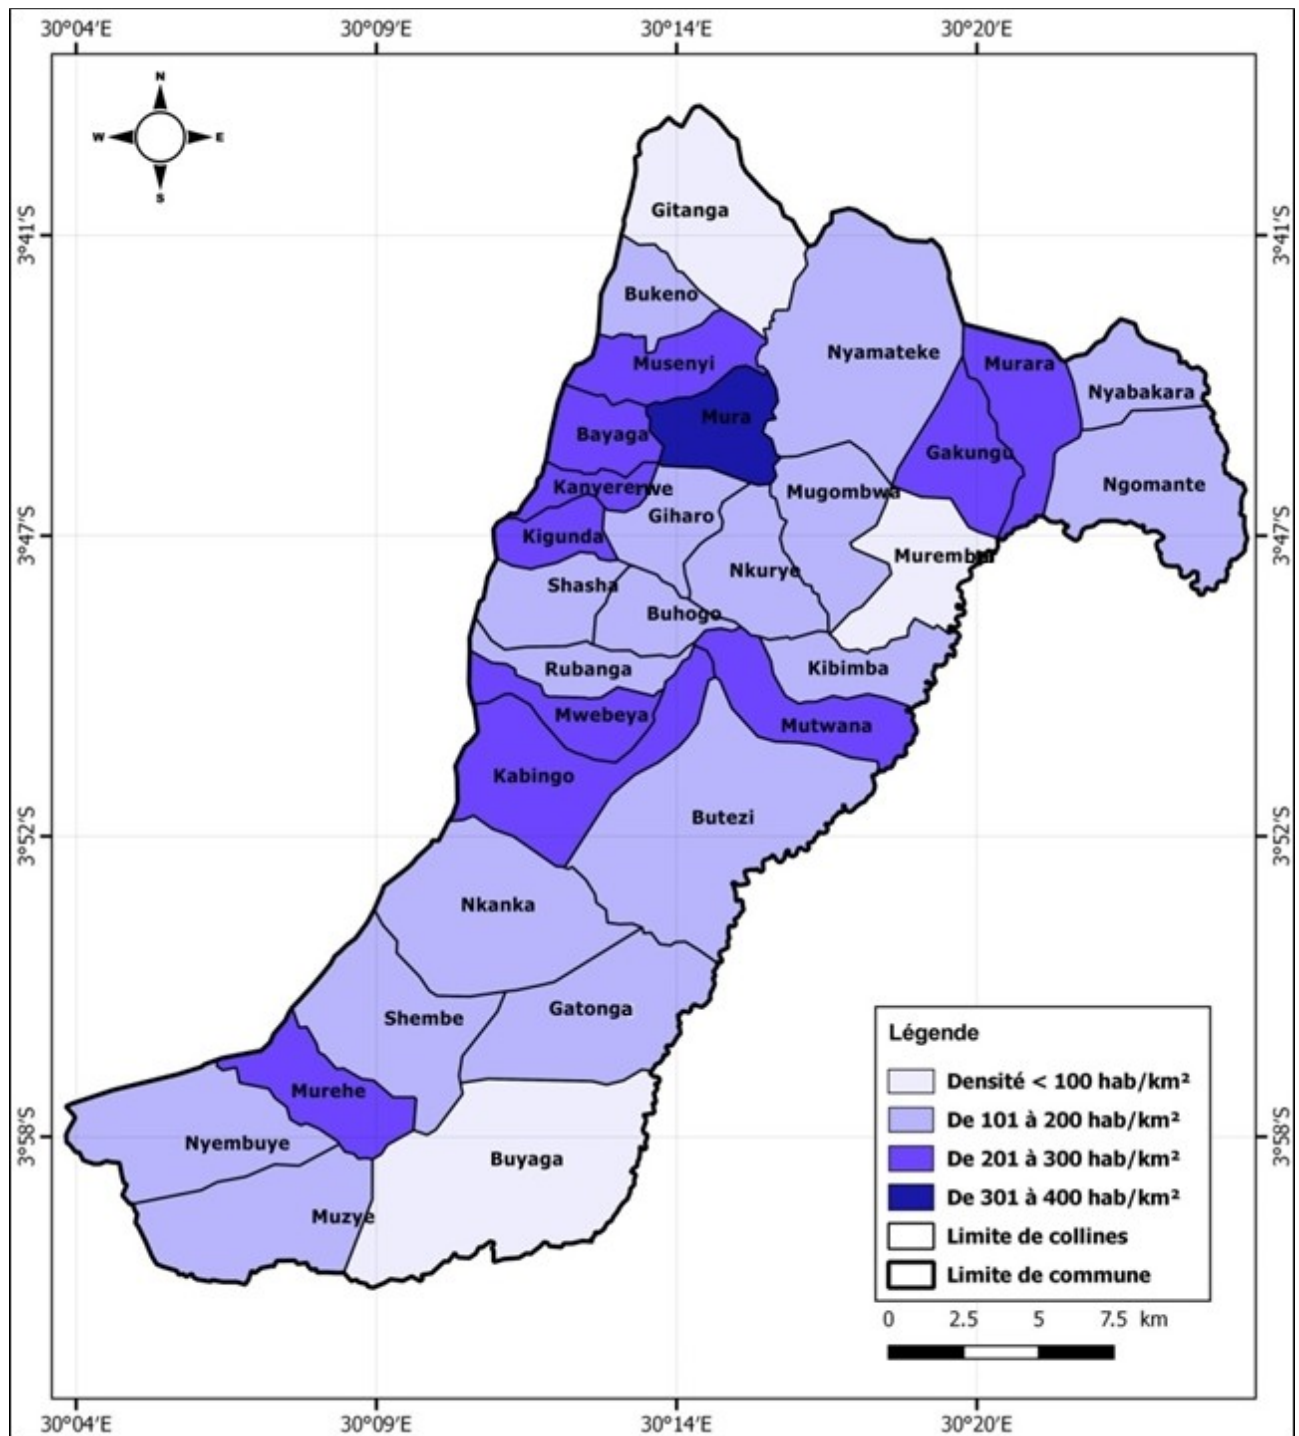 30°04′E 30°09′E 30°14′E 30°20′E
N
W E
S
Gitanga
3°41′S 3°41′S
Bukeno
Nyamateke
Musenyi Murara
Nyabakara
Mura
Bayaga
Gakungu
Kanyererwe Mugombwa Ngomante
Giharo
3°47′S Kigunda 3°47′S
Muremba
Nkurye
Shasha
Buhogo
Rubanga Kibimba
Mwebeya
Mutwana
Kabingo
Butezi
3°52′S 3°52′S
Nkanka
Gatonga
Shembe
Murehe
3°58′S Nyembuye 3°58′S
Buyaga
Muzye
Légende
Densité < 100 hab/km²
De 101 à 200 hab/km²
De 201 à 300 hab/km²
De 301 à 400 hab/km²
Limite de collines
Limite de commune
0 2.5 5 7.5 km
30°04′E 30°09′E 30°14′E 30°20′E